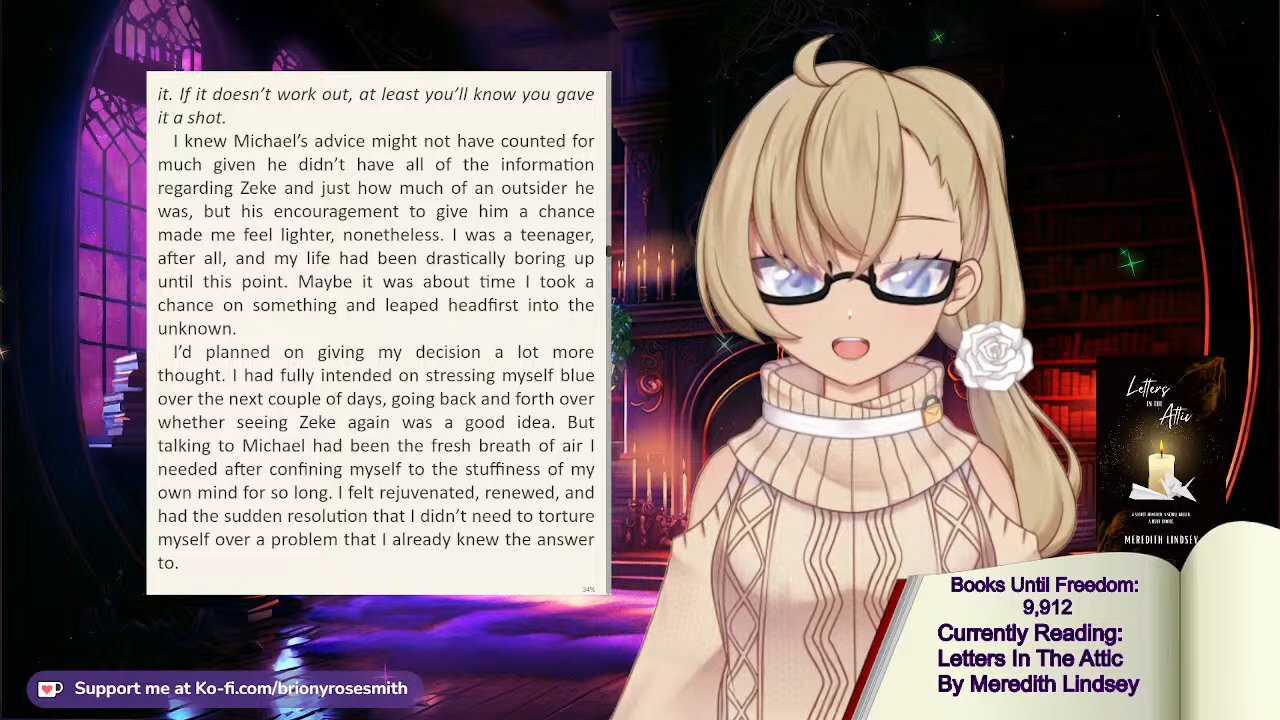 it. If it doesn't work out, at least you'll know you gave
it a shot.
I knew Michael's advice might not have counted for
much given he didn't have all of the information
regarding Zeke and just how much of an outsider he
was, but his encouragement to give him a chance
made me feel lighter, nonetheless. I was a teenager,
after all, and my life had been drastically boring up
until this point. Maybe it was about time I took a
chance on something and leaped headfirst into the
unknown.
I'd planned on giving my decision a lot more
thought. I had fully intended on stressing myself blue
over the next couple of days, going beck and forth over
whether seeing Zeke again was a good idea. But
talking to Michael had been the fresh breath of air I
needed after confining myself to the stuffiness of my
own mind for so long. I felt rejuvenated, renewed, and
had the sudden resolution that I didn't need to torture
myself over a problem that I already knew the answer
to.
34%
Letters
IN THE
Attic
A SECRET ADMIRER. A SERIAL KILLER.
MEREDITH LINDSEY
Books Until Freedom:
9,912
Currently Reading:
Letters In The Attic
By Meredith Lindsey
Support me at Ko-fi.com/brionyrosesmith